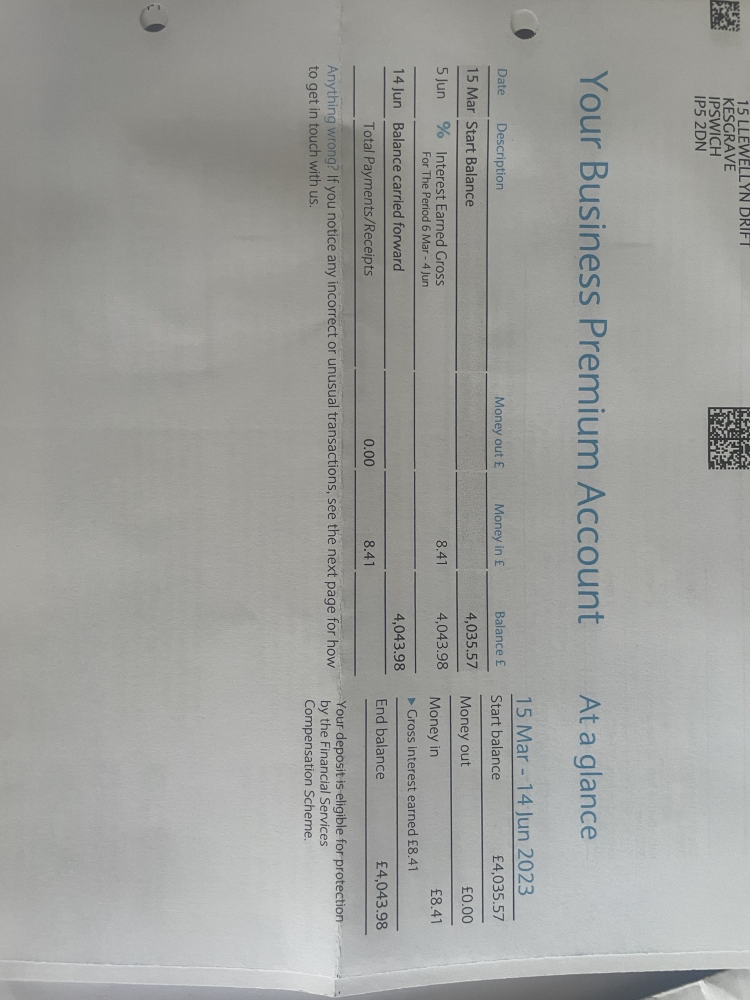 15 LLEWELLYN DRIFT
KESGRAVE
IPSWICH
IP5 2DN
Your Business Premium Account
Date Description Money out £ Money in £ Balance £
15 Mar Start Balance 4,035.57
5 Jun % Interest Earned Gross 8.41 4,043.98
For The Period 6 Mar - 4 Jun
14 Jun Balance carried forward 4,043.98
Total Payments/Receipts 0.00 8.41
Anything wrong? If you notice any incorrect or unusual transactions, see the next page for how
to get in touch with us.
At a glance
15 Mar - 14 Jun 2023
Start balance £4,035.57
Money out £0.00
Money in £8.41
▶ Gross interest earned £8.41
End balance £4,043.98
Your deposit is eligible for protection
by the Financial Services
Compensation Scheme.